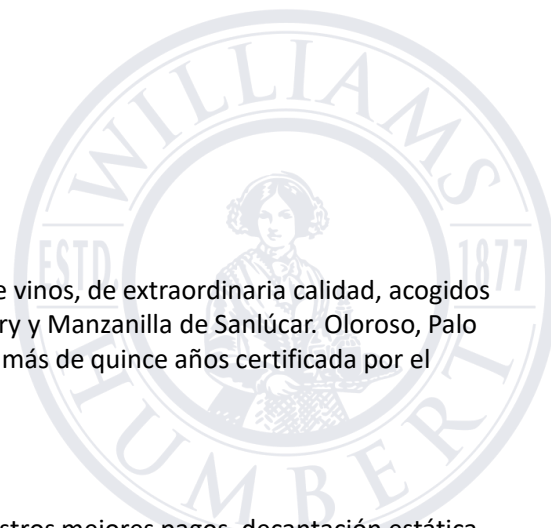 WILLIAMS
ESTD. 1877
e vinos, de extraordinaria calidad, acogidos
ry y Manzanilla de Sanlúcar. Oloroso, Palo
más de quince años certificada por el
HUMBERT
stros mejores pagos, decantación estática